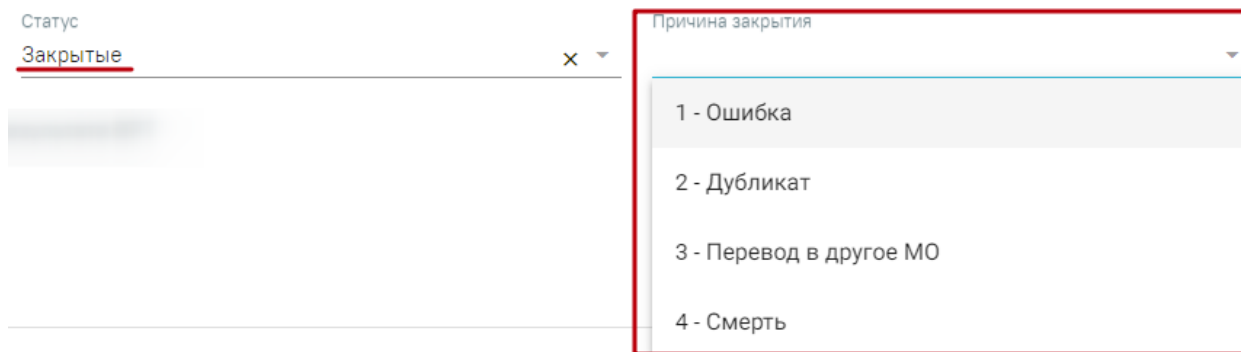 Статус
Закрытые
Причина закрытия
1 - Ошибка
2 - Дубликат
3 - Перевод в другое МО
4 - Смерть